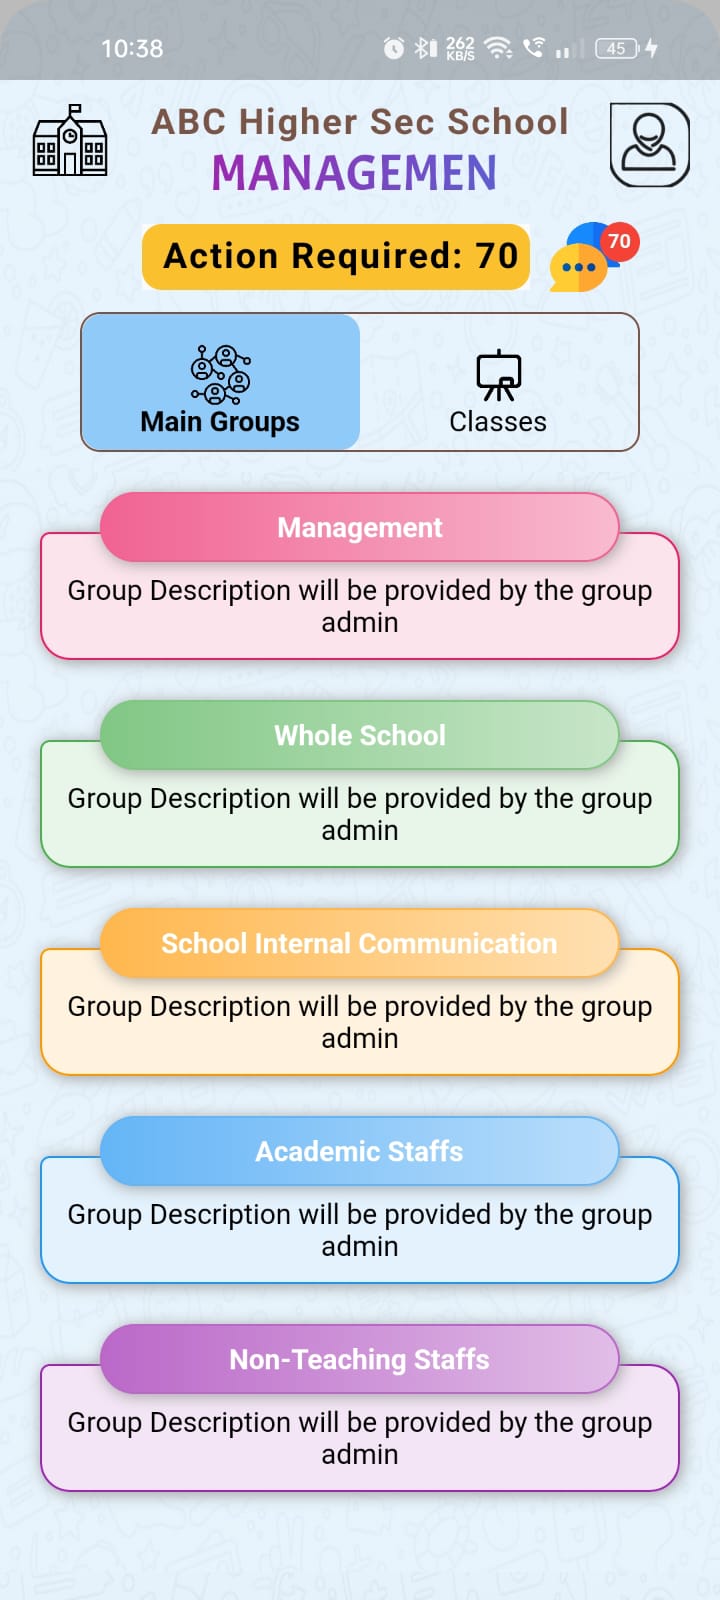 10:38
262
KB/S
45
ABC Higher Sec School
MANAGEMEN
Action Required: 70
70
Main Groups
Classes
Management
Group Description will be provided by the group
admin
Whole School
Group Description will be provided by the group
admin
School Internal Communication
Group Description will be provided by the group
admin
Academic Staffs
Group Description will be provided by the group
admin
Non-Teaching Staffs
Group Description will be provided by the group
admin